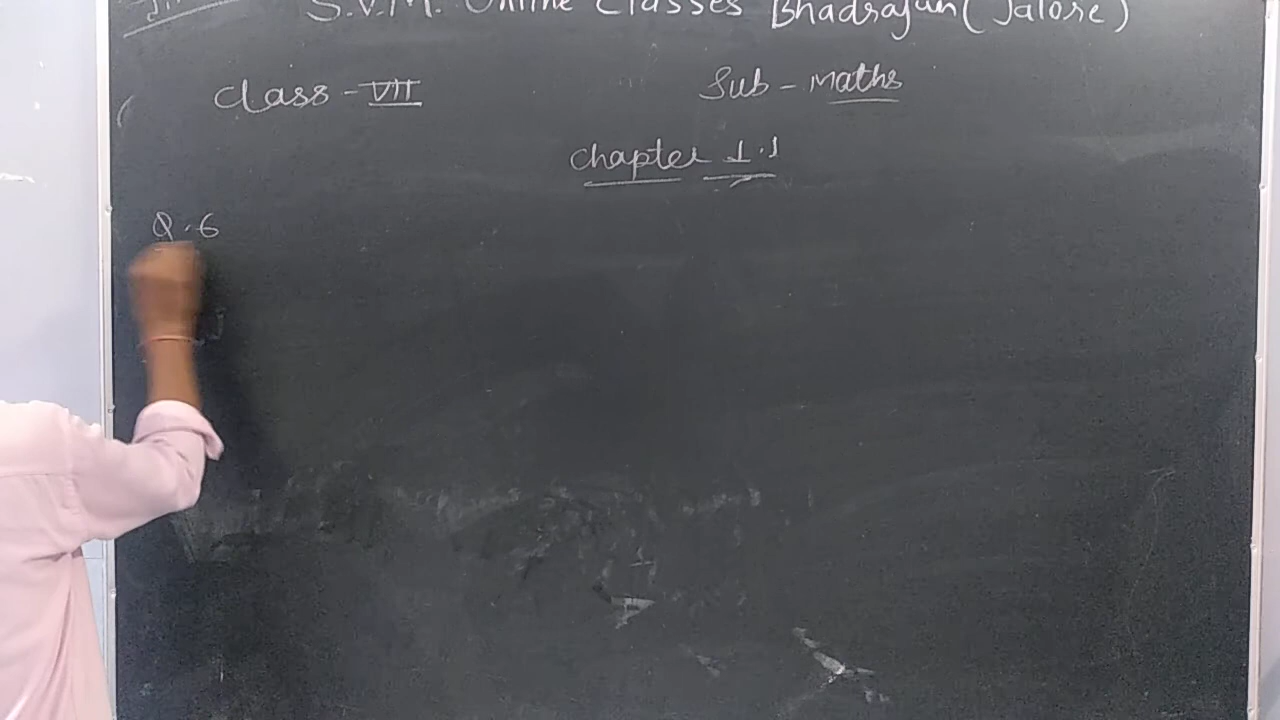 S.V.M. Online Classes Bhadrajun (Jalore)
Class - VII
Sub - Maths
Chapter 1.1
Q.6